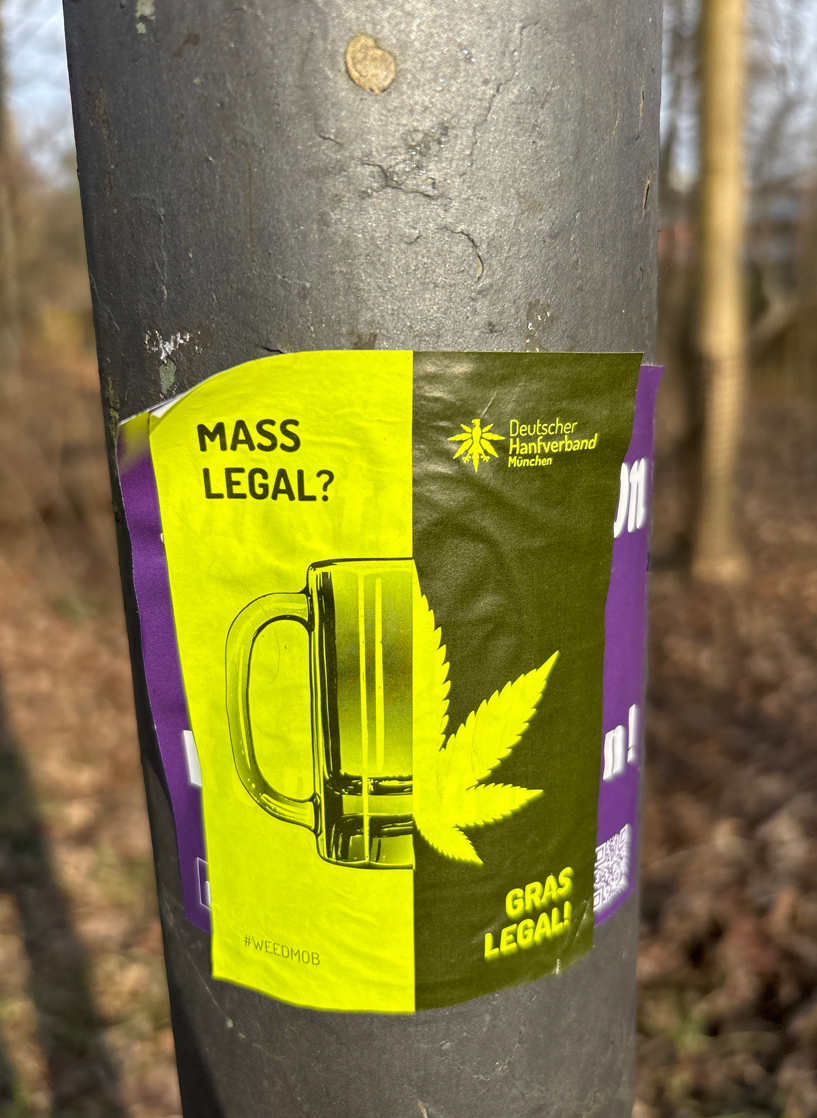 MASS
LEGAL?
Deutscher
Hanfverband
München
GRAS
LEGAL!
#WEEDMOB